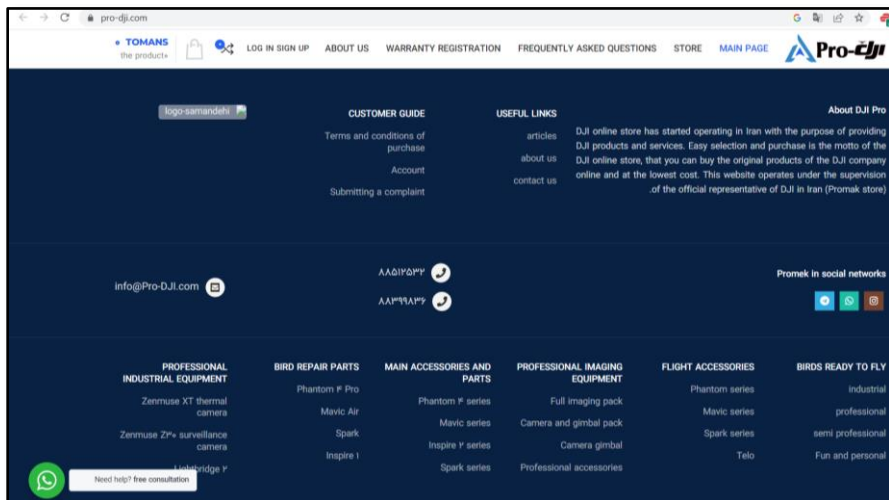 pro-dji.com
TOMANS
the product»
0
LOG IN SIGN UP
ABOUT US
WARRANTY REGISTRATION
FREQUENTLY ASKED QUESTIONS
STORE
MAIN PAGE
Pro-دی‌جی‌آی
logo-samandehi
CUSTOMER GUIDE
Terms and conditions of
purchase
Account
Submitting a complaint
USEFUL LINKS
articles
about us
contact us
About DJI Pro
DJI online store has started operating in Iran with the purpose of providing
DJI products and services. Easy selection and purchase is the motto of the
DJI online store, that you can buy the original products of the DJI company
online and at the lowest cost. This website operates under the supervision
.of the official representative of DJI in Iran (Promak store)
info@Pro-DJI.com
۸۸۵۱۲۵۳۲
۸۸۳۹۹۸۳۶
Promek in social networks
PROFESSIONAL
INDUSTRIAL EQUIPMENT
Zenmuse XT thermal
camera
Zenmuse Z۳۰ surveillance
camera
Lightbridge ۲
BIRD REPAIR PARTS
Phantom ۴ Pro
Mavic Air
Spark
Inspire ۱
MAIN ACCESSORIES AND
PARTS
Phantom ۴ series
Mavic series
Inspire ۲ series
Spark series
PROFESSIONAL IMAGING
EQUIPMENT
Full imaging pack
Camera and gimbal pack
Camera gimbal
Professional accessories
FLIGHT ACCESSORIES
Phantom series
Mavic series
Spark series
Telo
BIRDS READY TO FLY
industrial
professional
semi professional
Fun and personal
Need help? free consultation